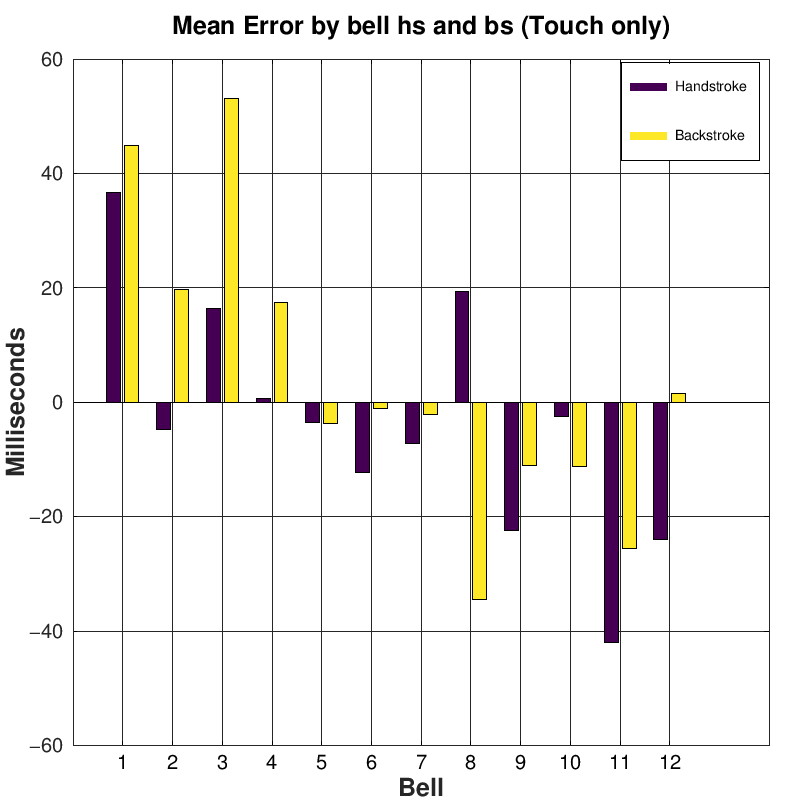 Mean Error by bell hs and bs (Touch only)
Handstroke
Backstroke
60
40
20
0
−20
−40
−60
Milliseconds
1 2 3 4 5 6 7 8 9 10 11 12
Bell